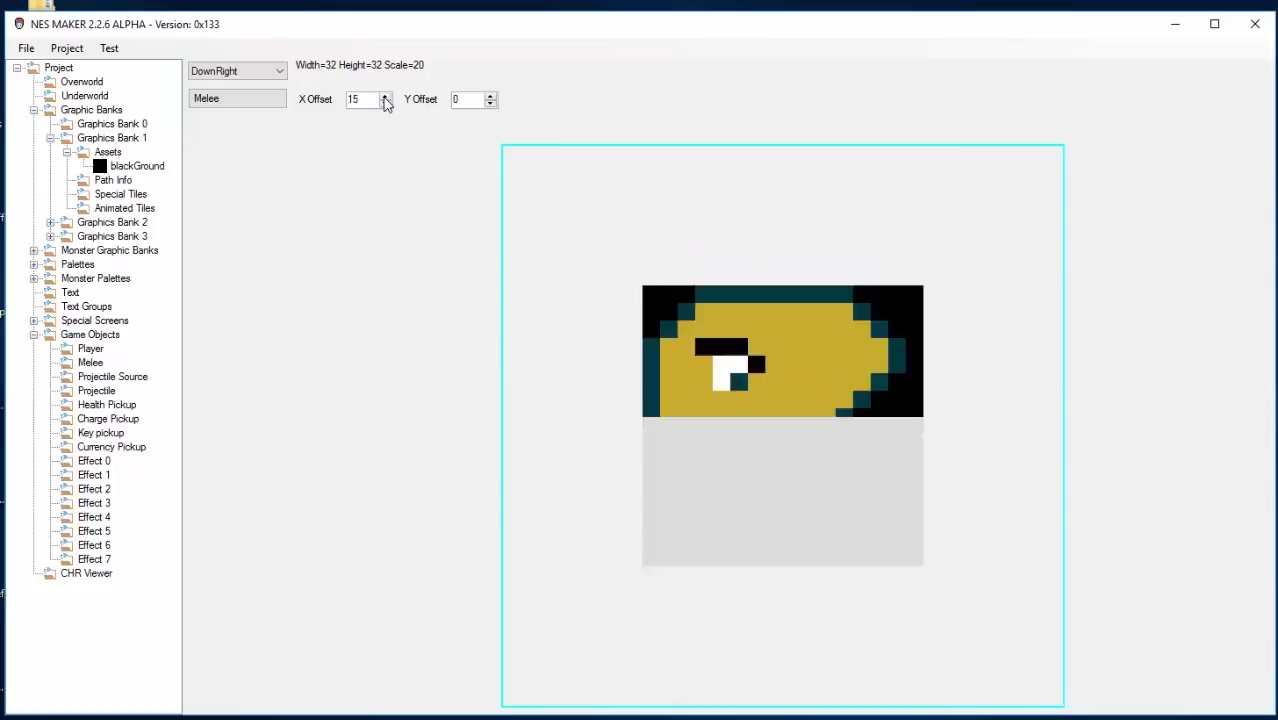 NES MAKER 2.2.6 ALPHA - Version: 0x133
File Project Test
Project
Overworld
Underworld
Graphic Banks
Graphics Bank 0
Graphics Bank 1
Assets
blackGround
Path Info
Special Tiles
Animated Tiles
Graphics Bank 2
Graphics Bank 3
Monster Graphic Banks
Palettes
Monster Palettes
Text
Text Groups
Special Screens
Game Objects
Player
Melee
Projectile Source
Projectile
Health Pickup
Charge Pickup
Key pickup
Currency Pickup
Effect 0
Effect 1
Effect 2
Effect 3
Effect 4
Effect 5
Effect 6
Effect 7
CHR Viewer
DownRight Width=32 Height=32 Scale=20
Melee X Offset 15 Y Offset 0